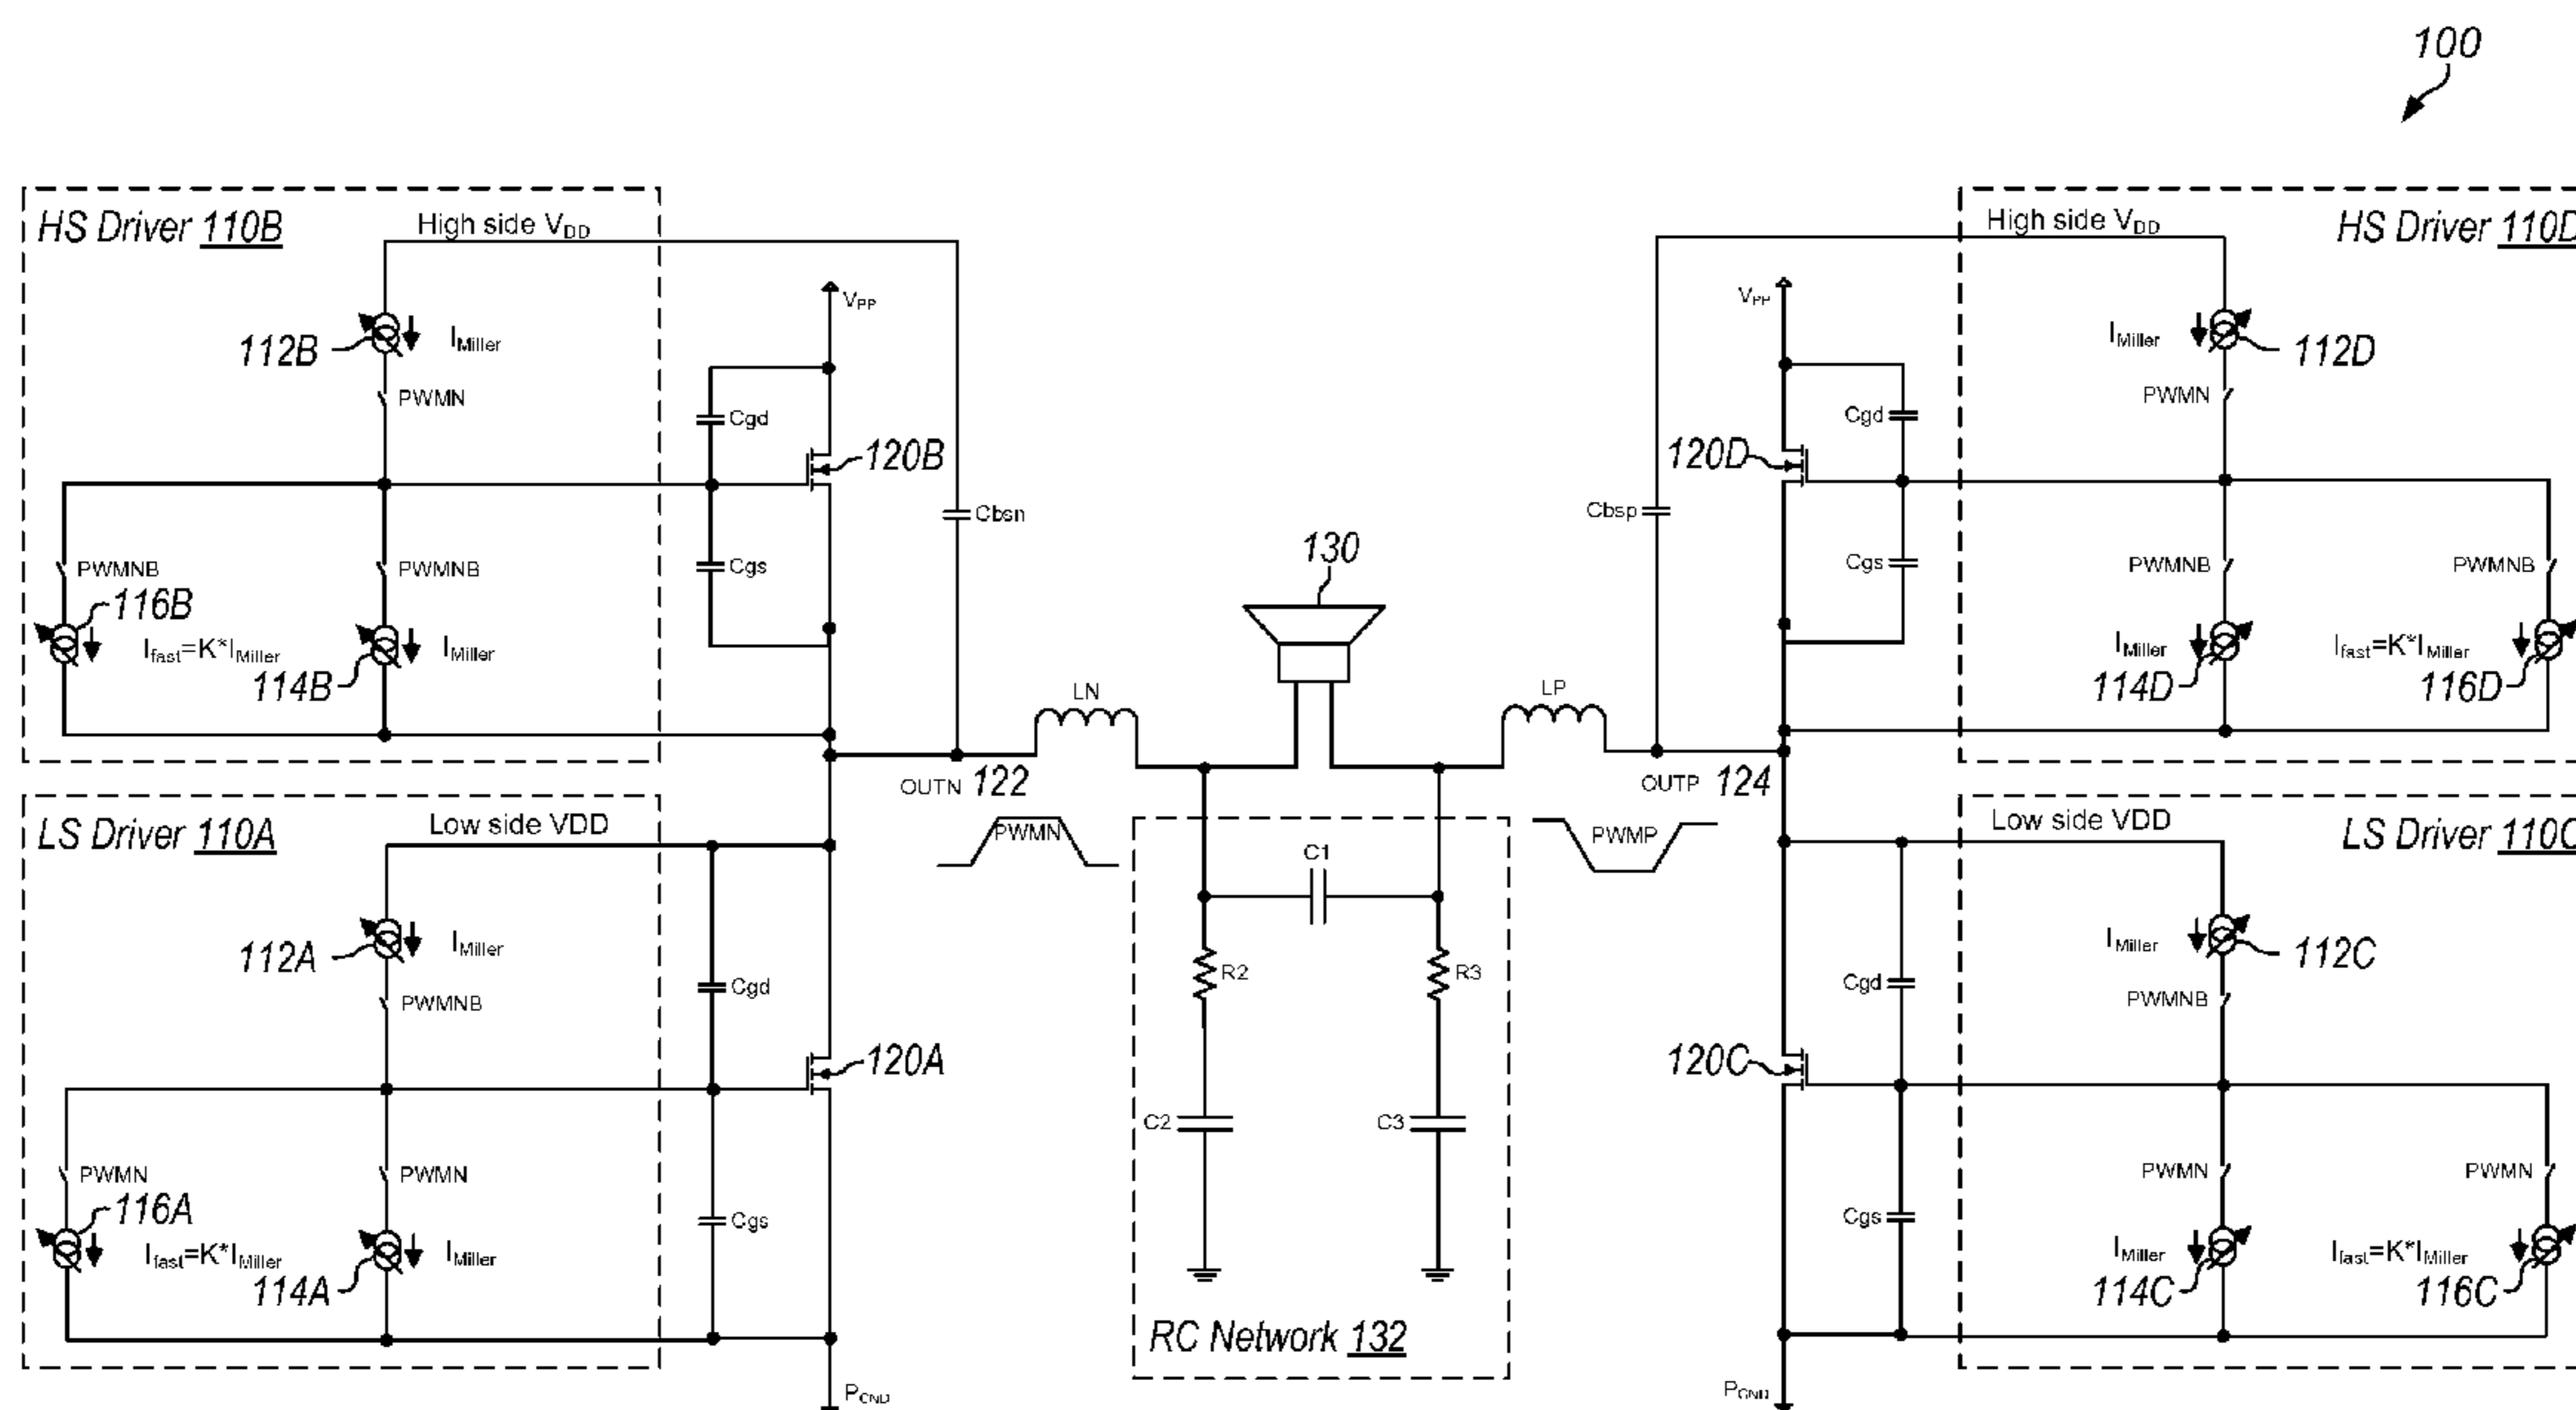 100
HS Driver 110B
High side VDD
112B
IMiller
PWMN
PWMNB
116B
Ifast=K*IMiller
PWMNB
114B
IMiller
VPP
Cgd
120B
Cgs
Cbsn
LN
OUTN 122
PWMN
130
LP
Cbsp
OUTP 124
PWMP
VPP
Cgd
120D
Cgs
High side VDD
HS Driver 110D
IMiller
112D
PWMN
PWMNB
IMiller
114D
PWMNB
Ifast=K*IMiller
116D
LS Driver 110A
Low side VDD
112A
IMiller
PWMNB
PWMN
116A
Ifast=K*IMiller
PWMN
114A
IMiller
Cgd
120A
Cgs
PGND
C1
R2
R3
C2
C3
RC Network 132
Cgd
120C
Cgs
PGND
Low side VDD
LS Driver 110C
IMiller
112C
PWMNB
PWMN
IMiller
114C
PWMN
Ifast=K*IMiller
116C